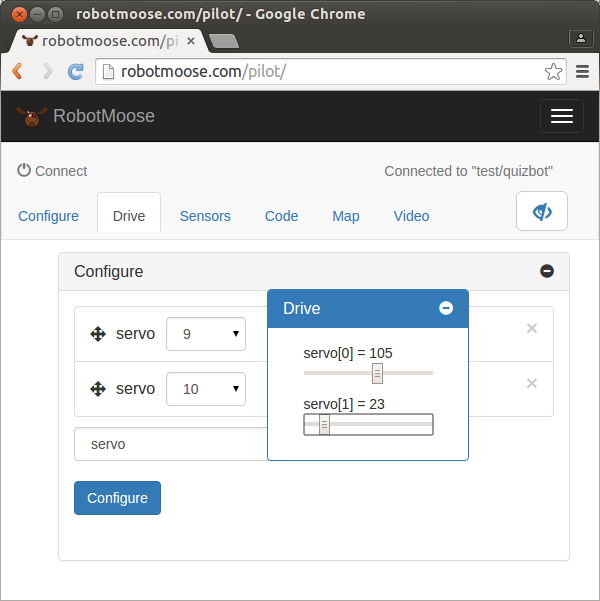 robotmoose.com/pilot/ - Google Chrome
robotmoose.com/pi
robotmoose.com/pilot/
RobotMoose
Connect
Connected to "test/quizbot"
Configure Drive Sensors Code Map Video
Configure
servo 9
servo 10
servo
Configure
Drive
servo[0] = 105
servo[1] = 23